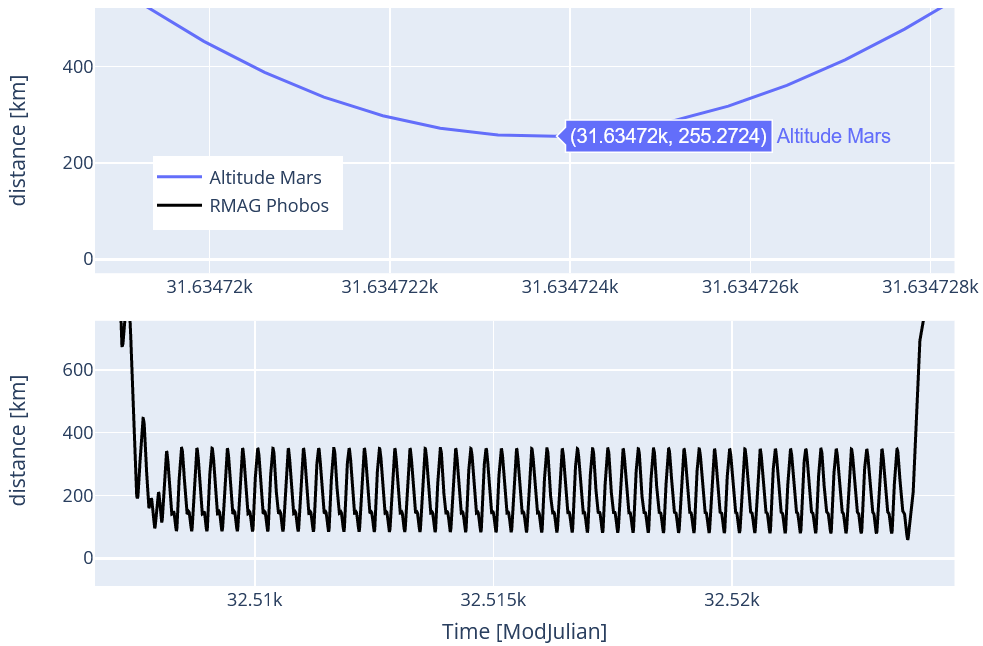 distance [km]
400
200
0
(31.63472k, 255.2724) Altitude Mars
Altitude Mars
RMAG Phobos
31.63472k 31.634722k 31.634724k 31.634726k 31.634728k
distance [km]
600
400
200
0
32.51k 32.515k 32.52k
Time [ModJulian]